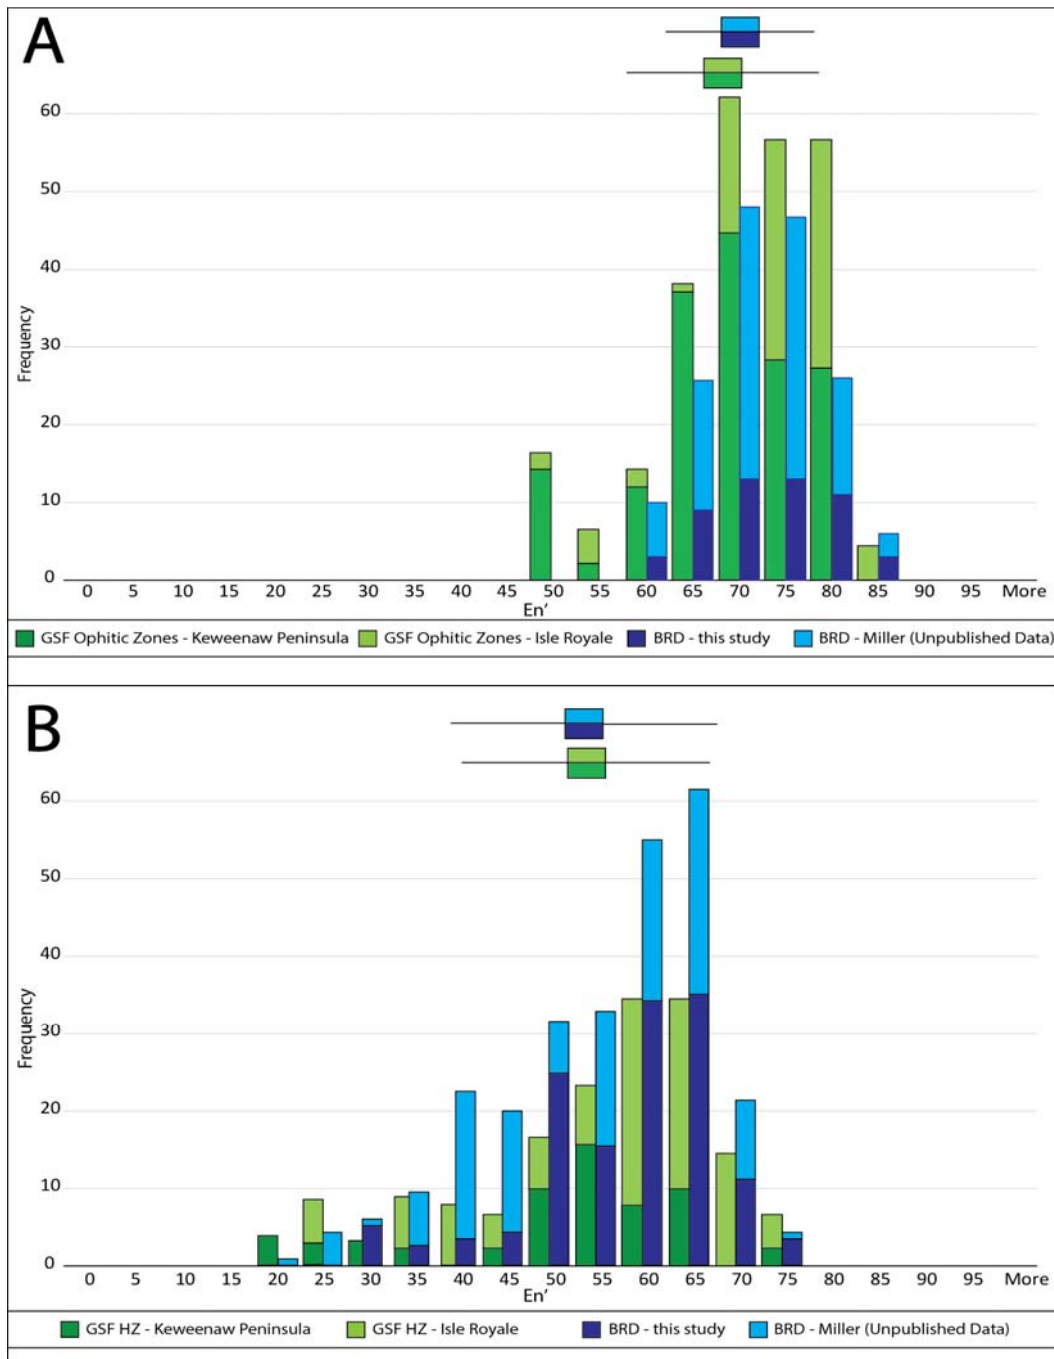 A
60
50
40
30
20
10
0
Frequency
0 5 10 15 20 25 30 35 40 45 50 55 60 65 70 75 80 85 90 95 More
En'
GSF Ophitic Zones - Keweenaw Peninsula GSF Ophitic Zones - Isle Royale BRD - this study BRD - Miller (Unpublished Data)
B
60
50
40
30
20
10
0
Frequency
0 5 10 15 20 25 30 35 40 45 50 55 60 65 70 75 80 85 90 95 More
En'
GSF HZ - Keweenaw Peninsula GSF HZ - Isle Royale BRD - this study BRD - Miller (Unpublished Data)